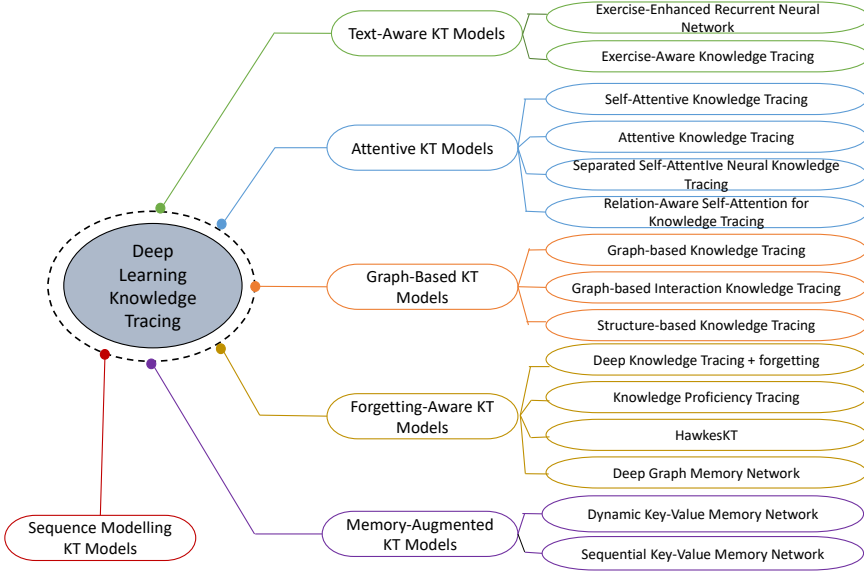 Deep
Learning
Knowledge
Tracing
Text-Aware KT Models
Exercise-Enhanced Recurrent Neural
Network
Exercise-Aware Knowledge Tracing
Attentive KT Models
Self-Attentive Knowledge Tracing
Attentive Knowledge Tracing
Separated Self-AttentIve Neural Knowledge
Tracing
Relation-Aware Self-Attention for
Knowledge Tracing
Graph-Based KT
Models
Graph-based Knowledge Tracing
Graph-based Interaction Knowledge Tracing
Structure-based Knowledge Tracing
Forgetting-Aware KT
Models
Deep Knowledge Tracing + forgetting
Knowledge Proficiency Tracing
HawkesKT
Deep Graph Memory Network
Memory-Augmented
KT Models
Dynamic Key-Value Memory Network
Sequential Key-Value Memory Network
Sequence Modelling
KT Models